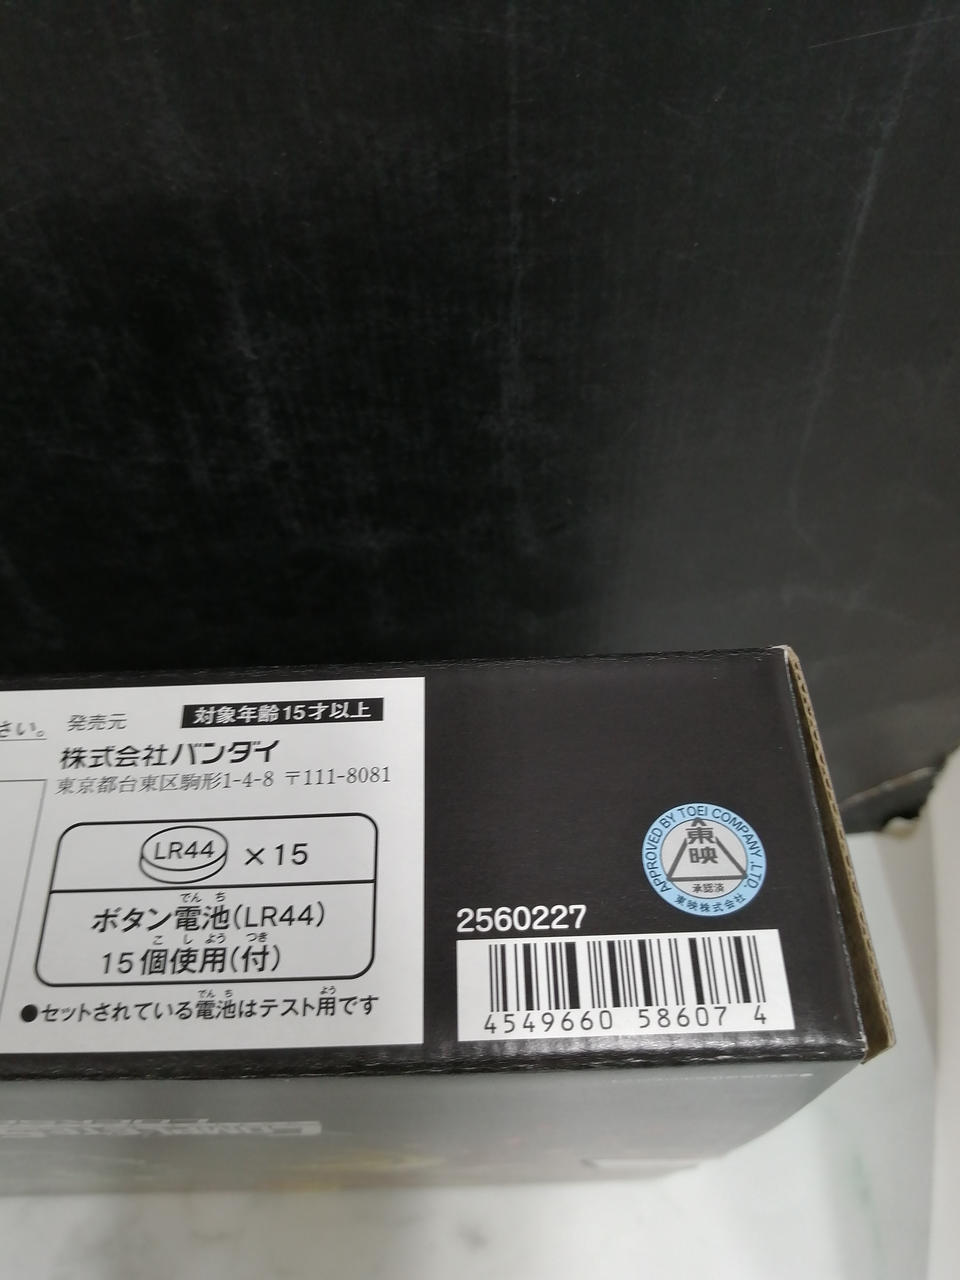 さい。
発売元
対象年齢15才以上
株式会社バンダイ
東京都台東区駒形1-4-8 〒111-8081
LR44 ×15
でんち
ボタン電池(LR44)
こ しよう つき
15個使用(付)
でんち よう
●セットされている電池はテスト用です
APPROVED BY TOEI COMPANY, LTD.
東映
承認済
東映株式会社
2560227
4549660 58607 4